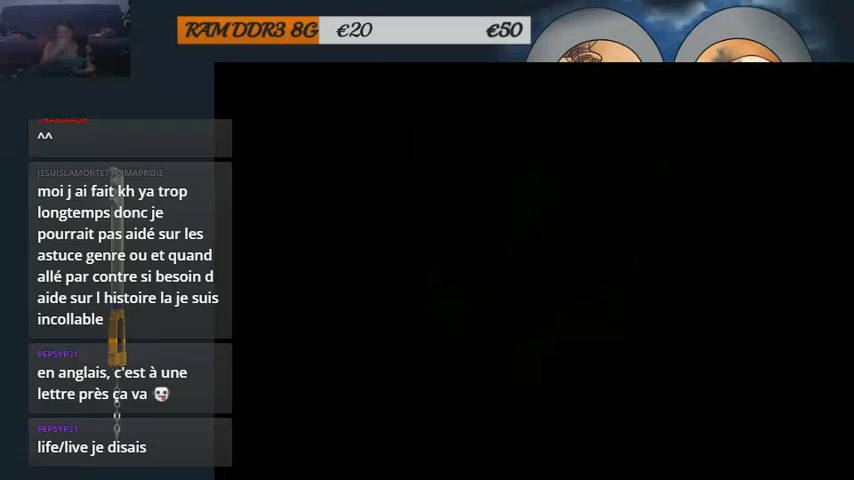 RAM DDR3 8G €20 €50
^^
JESUISLAMORTETTOIMAPROIE
moi j ai fait kh ya trop
longtemps donc je
pourrait pas aidé sur les
astuce genre ou et quand
allé par contre si besoin d
aide sur l histoire la je suis
incollable
PEPSYP31
en anglais, c'est à une
lettre près ça va
PEPSYP31
life/live je disais